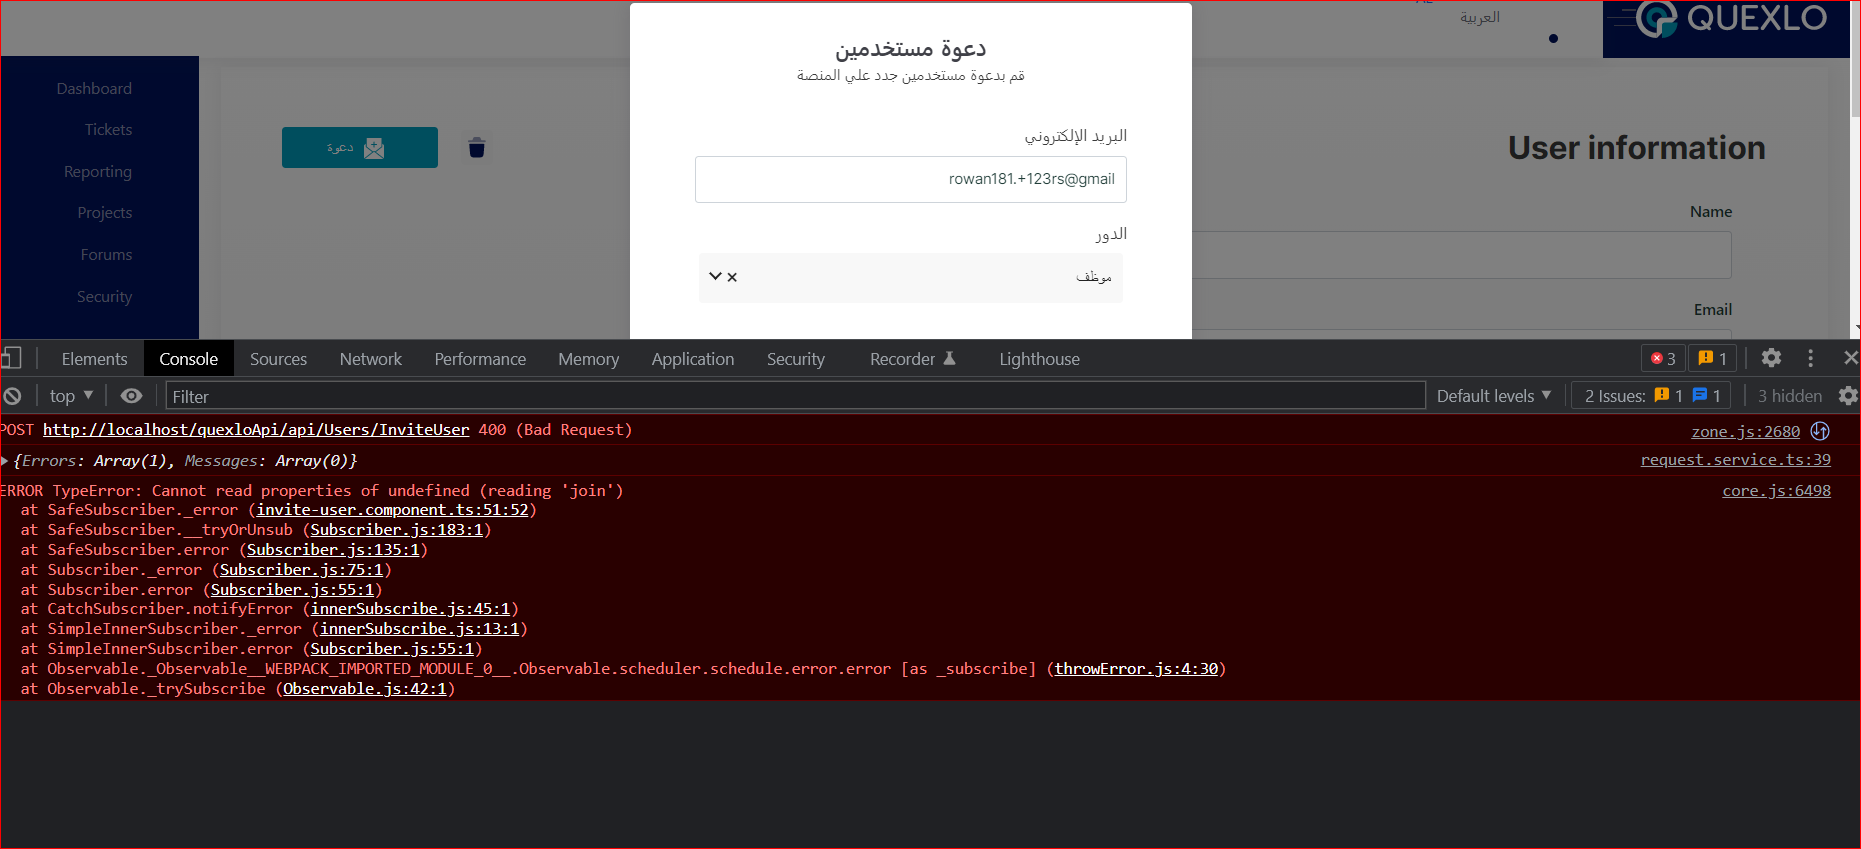 العربية
QUEXLO
Dashboard
Tickets
Reporting
Projects
Forums
Security
دعوة
User information
Name
Email
دعوة مستخدمين
قم بدعوة مستخدمين جدد علي المنصة
البريد الإلكتروني
rowan181.+123rs@gmail
الدور
موظف
Elements Console Sources Network Performance Memory Application Security Recorder Lighthouse 3 1
top Filter Default levels 2 Issues: 1 1 3 hidden
POST http://localhost/quexloApi/api/Users/InviteUser 400 (Bad Request) zone.js:2680
{Errors: Array(1), Messages: Array(0)} request.service.ts:39
ERROR TypeError: Cannot read properties of undefined (reading 'join') core.js:6498
at SafeSubscriber._error (invite-user.component.ts:51:52)
at SafeSubscriber.__tryOrUnsub (Subscriber.js:183:1)
at SafeSubscriber.error (Subscriber.js:135:1)
at Subscriber._error (Subscriber.js:75:1)
at Subscriber.error (Subscriber.js:55:1)
at CatchSubscriber.notifyError (innerSubscribe.js:45:1)
at SimpleInnerSubscriber._error (innerSubscribe.js:13:1)
at SimpleInnerSubscriber.error (Subscriber.js:55:1)
at Observable._Observable__WEBPACK_IMPORTED_MODULE_0__.Observable.scheduler.schedule.error.error [as _subscribe] (throwError.js:4:30)
at Observable._trySubscribe (Observable.js:42:1)